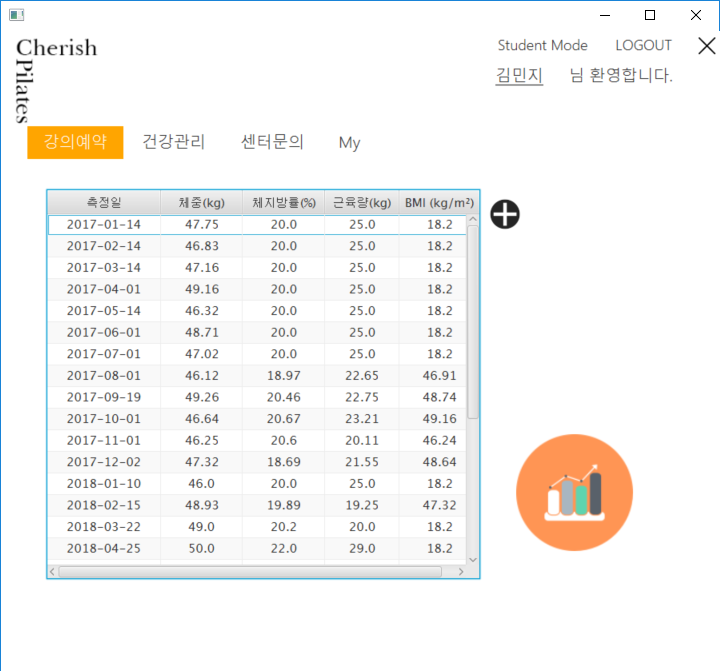 Cherish
Pilates
Student Mode LOGOUT
김민지 님 환영합니다.
강의예약 건강관리 센터문의 My
측정일 체중(kg) 체지방률(%) 근육량(kg) BMI (kg/m²)
2017-01-14 47.75 20.0 25.0 18.2
2017-02-14 46.83 20.0 25.0 18.2
2017-03-14 47.16 20.0 25.0 18.2
2017-04-01 49.16 20.0 25.0 18.2
2017-05-14 46.32 20.0 25.0 18.2
2017-06-01 48.71 20.0 25.0 18.2
2017-07-01 47.02 20.0 25.0 18.2
2017-08-01 46.12 18.97 22.65 46.91
2017-09-19 49.26 20.46 22.75 48.74
2017-10-01 46.64 20.67 23.21 49.16
2017-11-01 46.25 20.6 20.11 46.24
2017-12-02 47.32 18.69 21.55 48.64
2018-01-10 46.0 20.0 25.0 18.2
2018-02-15 48.93 19.89 19.25 47.32
2018-03-22 49.0 20.2 20.0 18.2
2018-04-25 50.0 22.0 29.0 18.2